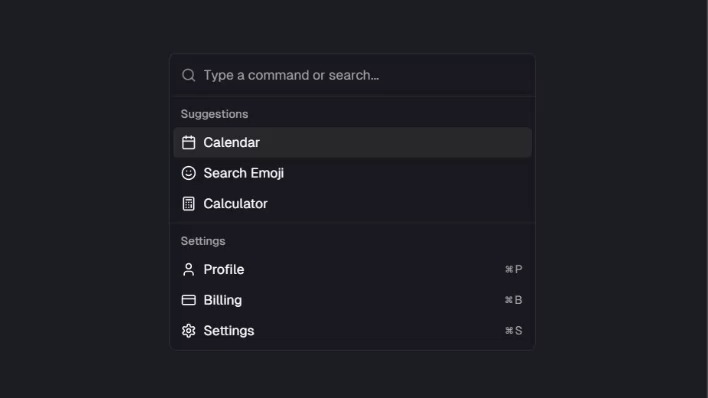 Type a command or search...
Suggestions
Calendar
Search Emoji
Calculator
Settings
Profile ⌘P
Billing ⌘B
Settings ⌘S